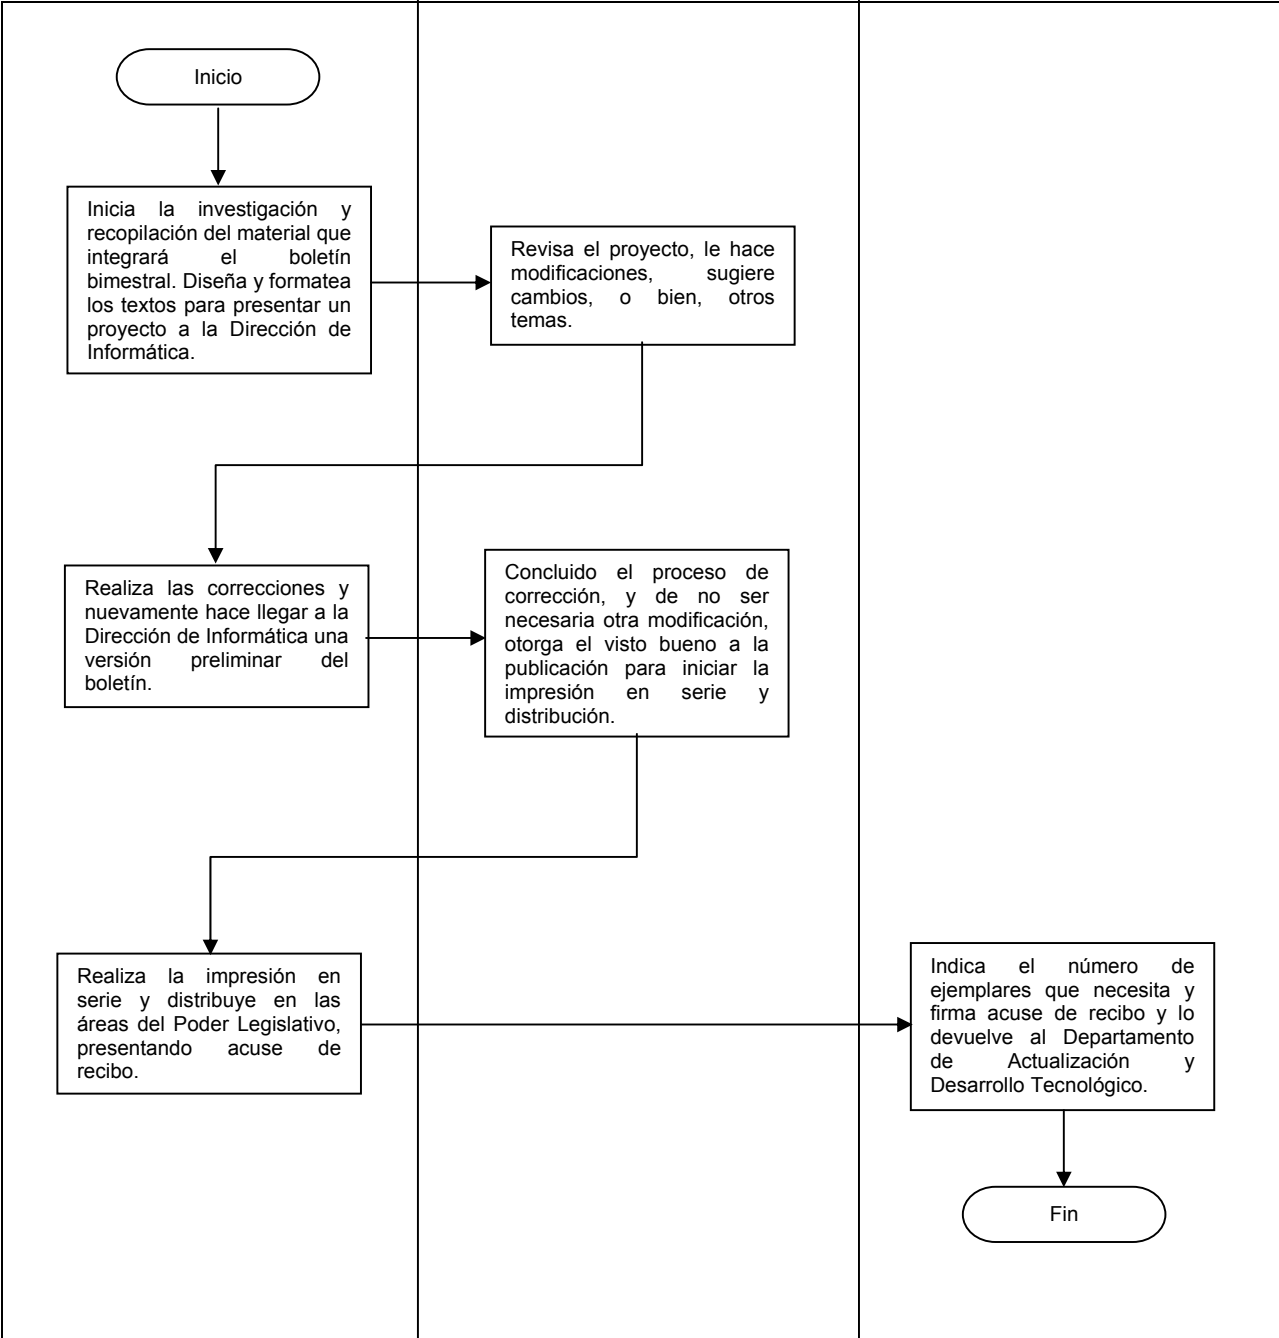 Inicio
Inicia la investigación y
recopilación del material que
integrará el boletín
bimestral. Diseña y formatea
los textos para presentar un
proyecto a la Dirección de
Informática.
Revisa el proyecto, le hace
modificaciones, sugiere
cambios, o bien, otros
temas.
Realiza las correcciones y
nuevamente hace llegar a la
Dirección de Informática una
versión preliminar del
boletín.
Concluido el proceso de
corrección, y de no ser
necesaria otra modificación,
otorga el visto bueno a la
publicación para iniciar la
impresión en serie y
distribución.
Realiza la impresión en
serie y distribuye en las
áreas del Poder Legislativo,
presentando acuse de
recibo.
Indica el número de
ejemplares que necesita y
firma acuse de recibo y lo
devuelve al Departamento
de Actualización y
Desarrollo Tecnológico.
Fin